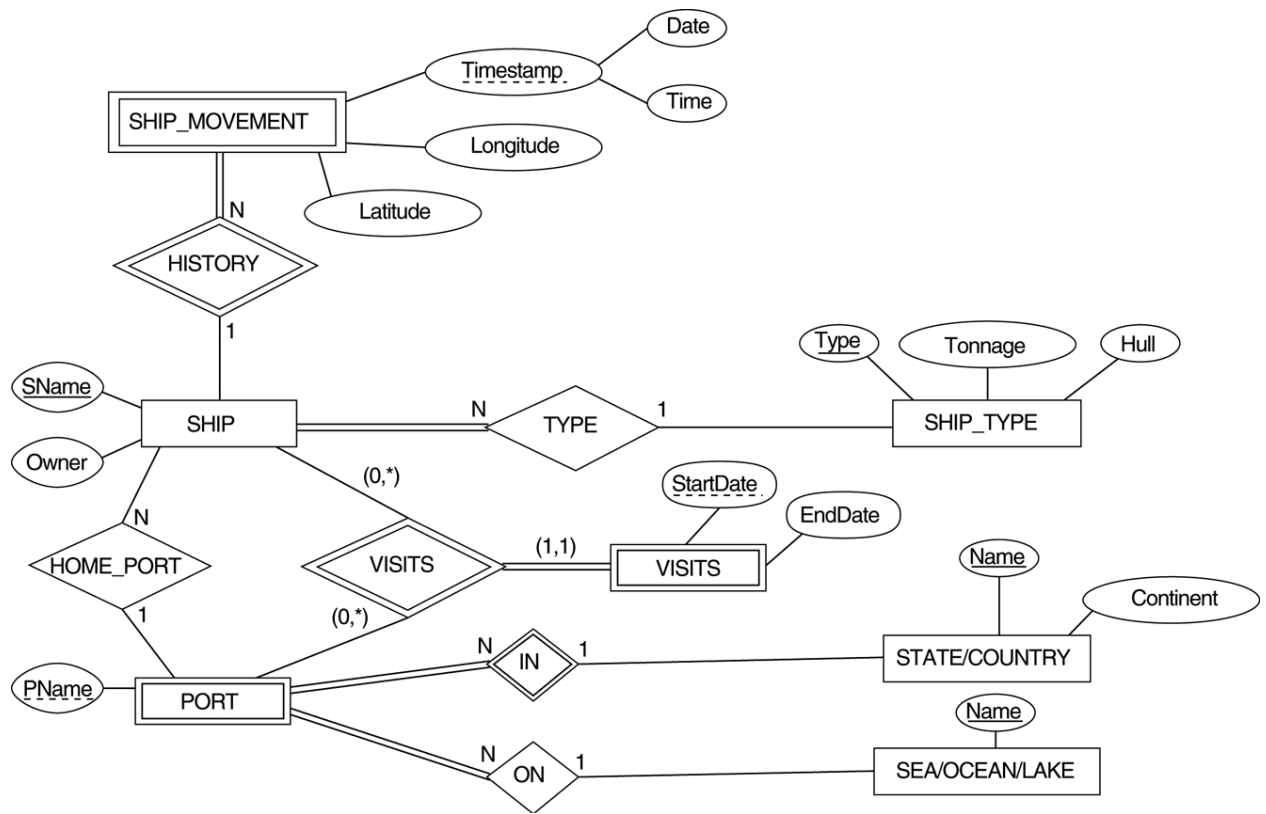 Date
Timestamp
Time
SHIP_MOVEMENT
Longitude
Latitude
N
HISTORY
1
SName
Owner
SHIP
N
TYPE
1
Type
Tonnage
Hull
SHIP_TYPE
(0,*)
StartDate
EndDate
N
HOME_PORT
1
VISITS
(1,1)
VISITS
(0,*)
Name
Continent
N
IN
1
STATE/COUNTRY
PName
PORT
Name
N
ON
1
SEA/OCEAN/LAKE